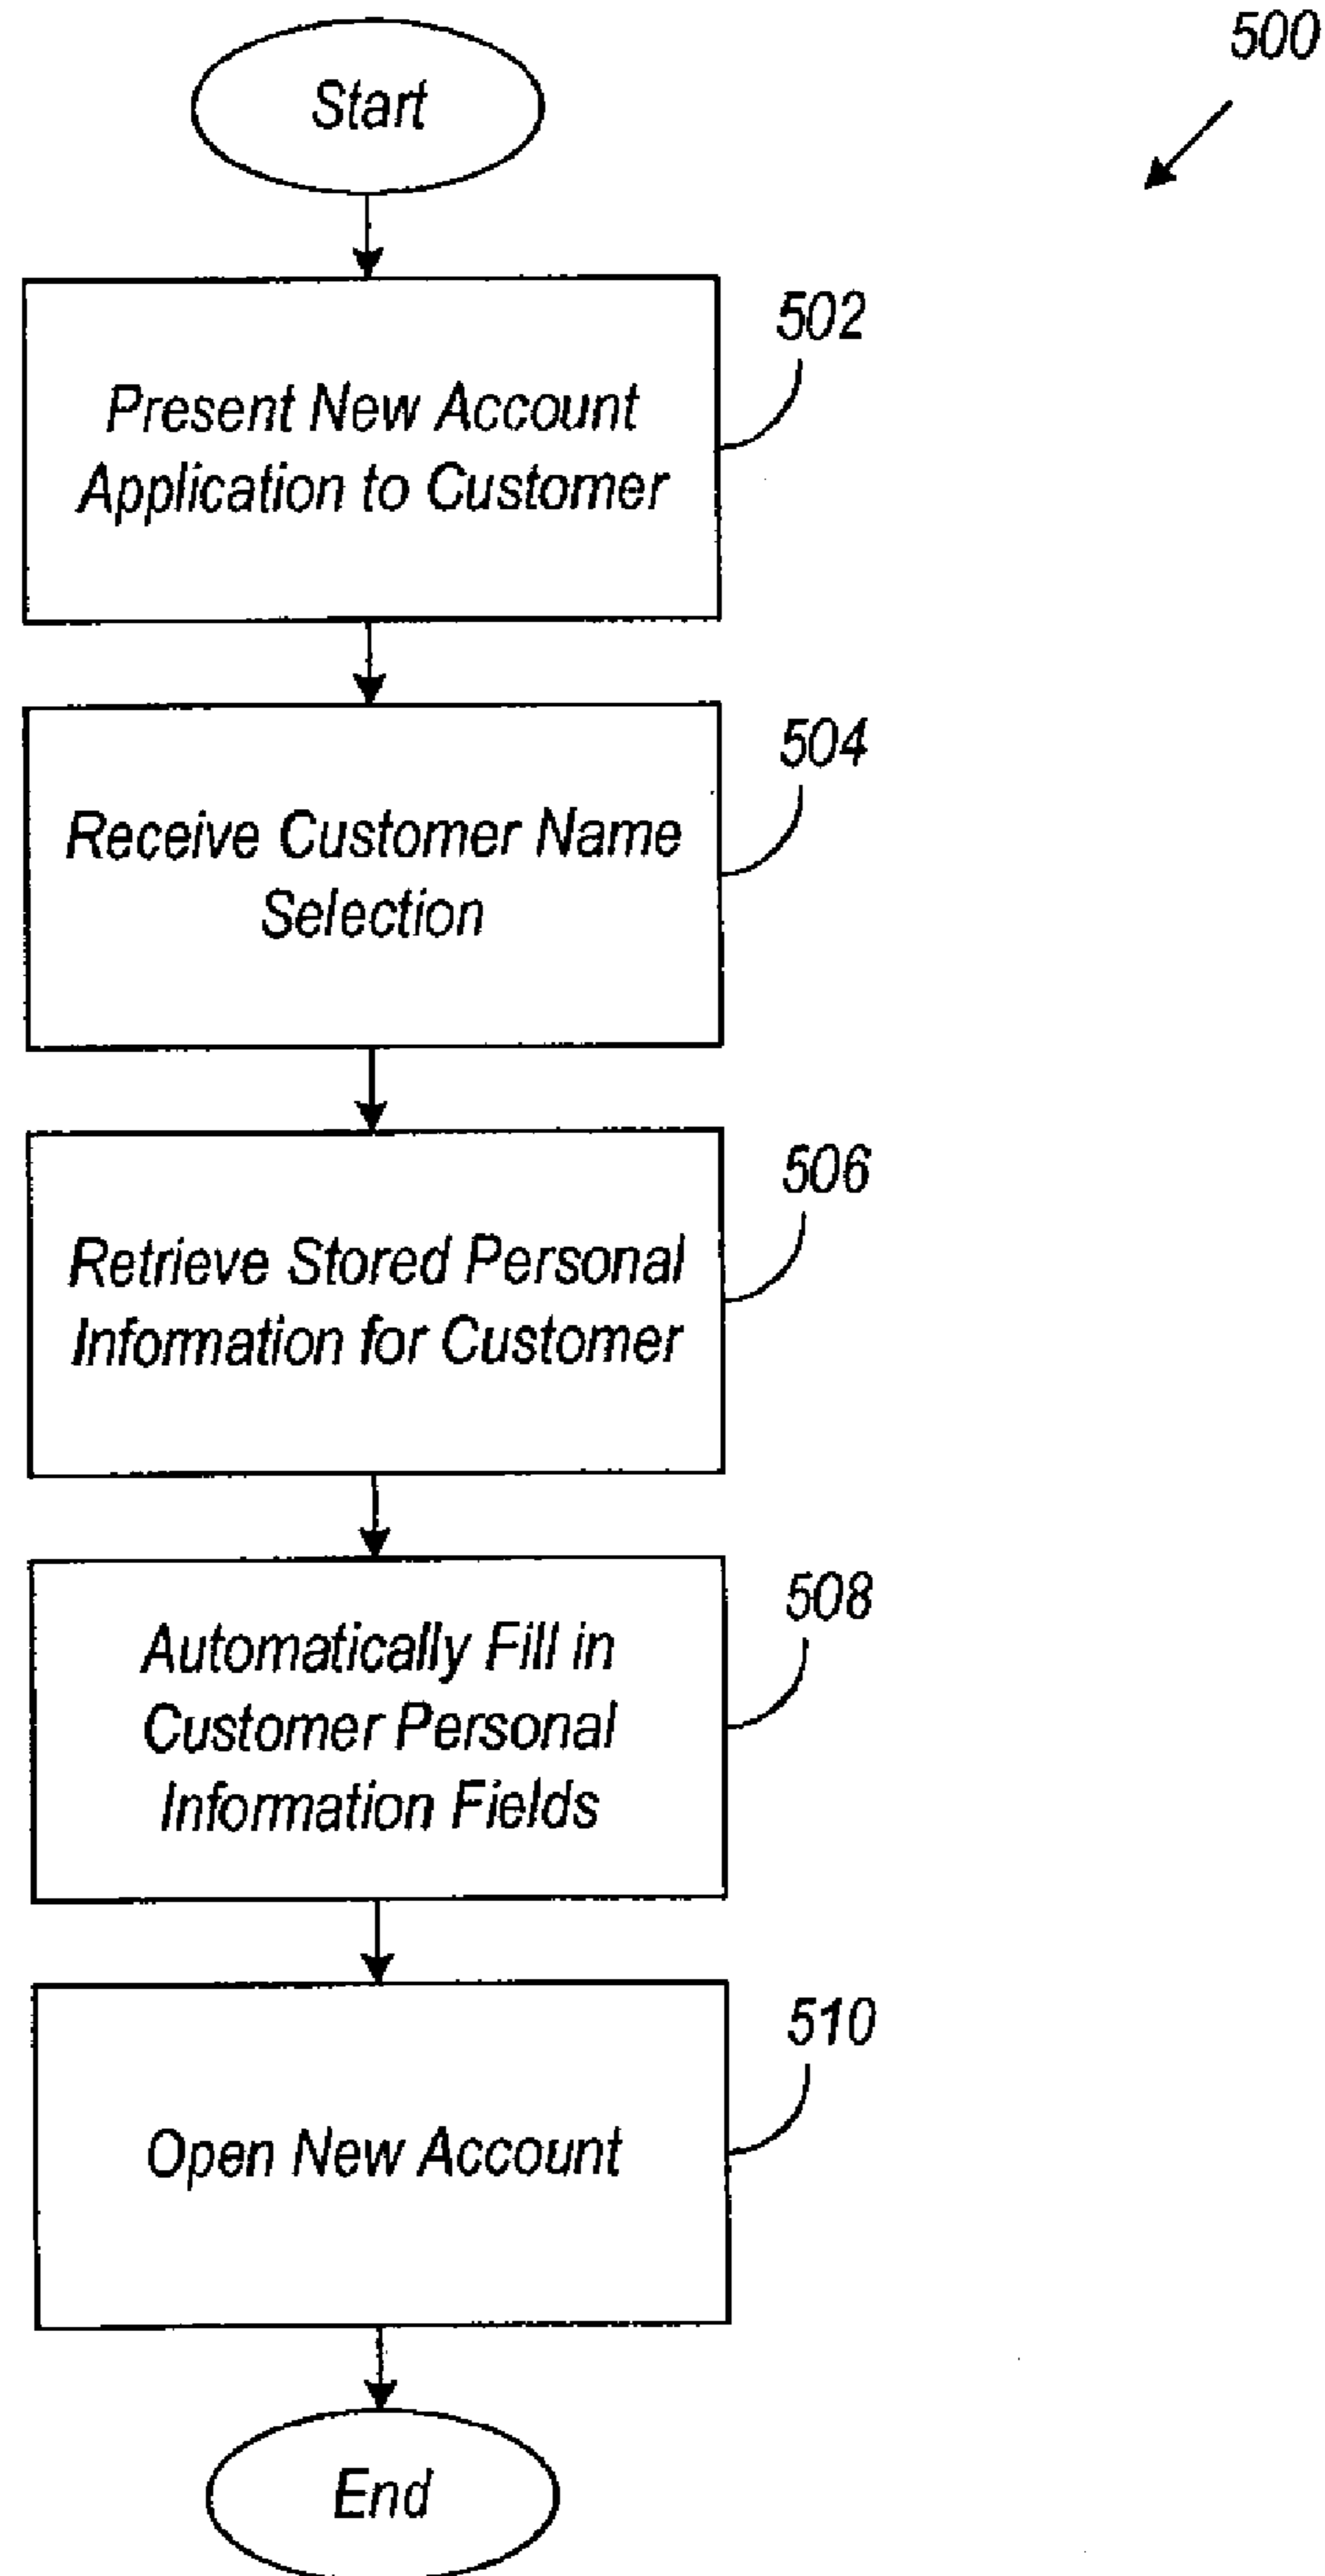 500
Start
502
Present New Account
Application to Customer
504
Receive Customer Name
Selection
506
Retrieve Stored Personal
Information for Customer
508
Automatically Fill in
Customer Personal
Information Fields
510
Open New Account
End